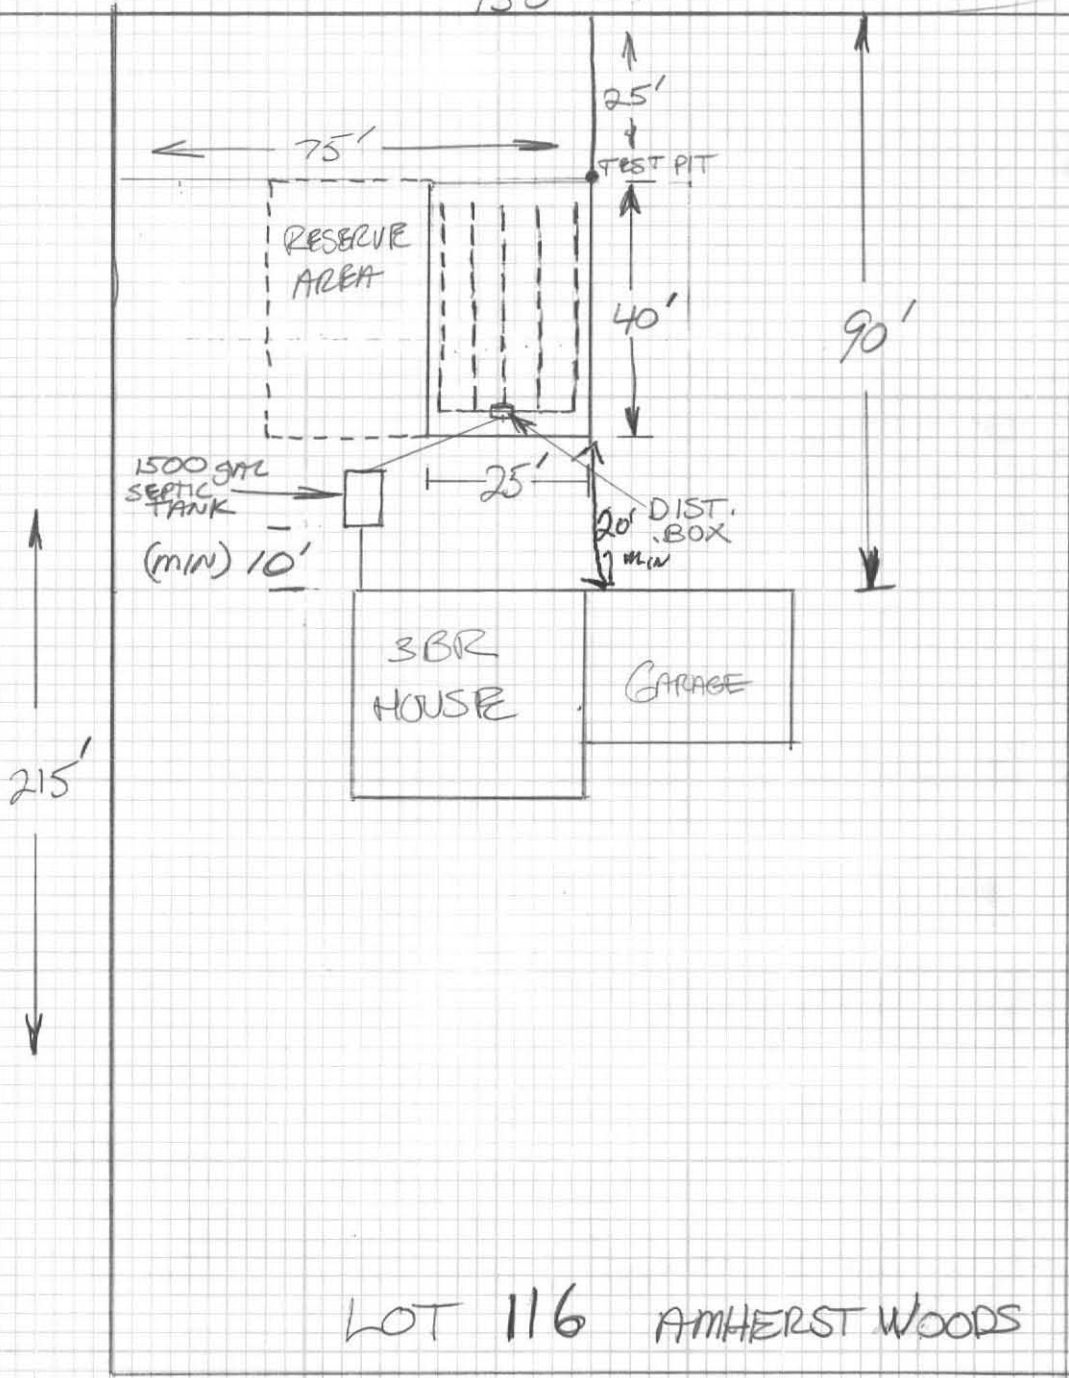 25'
75'
TEST PIT
RESERVE
AREA
40'
90'
1500 gAL
SEPTIC
TANK
25'
DIST.
BOX
20'
MIN
(MIN) 10'
3BR
HOUSE
GARAGE
215'
LOT 116 AMHERST WOODS